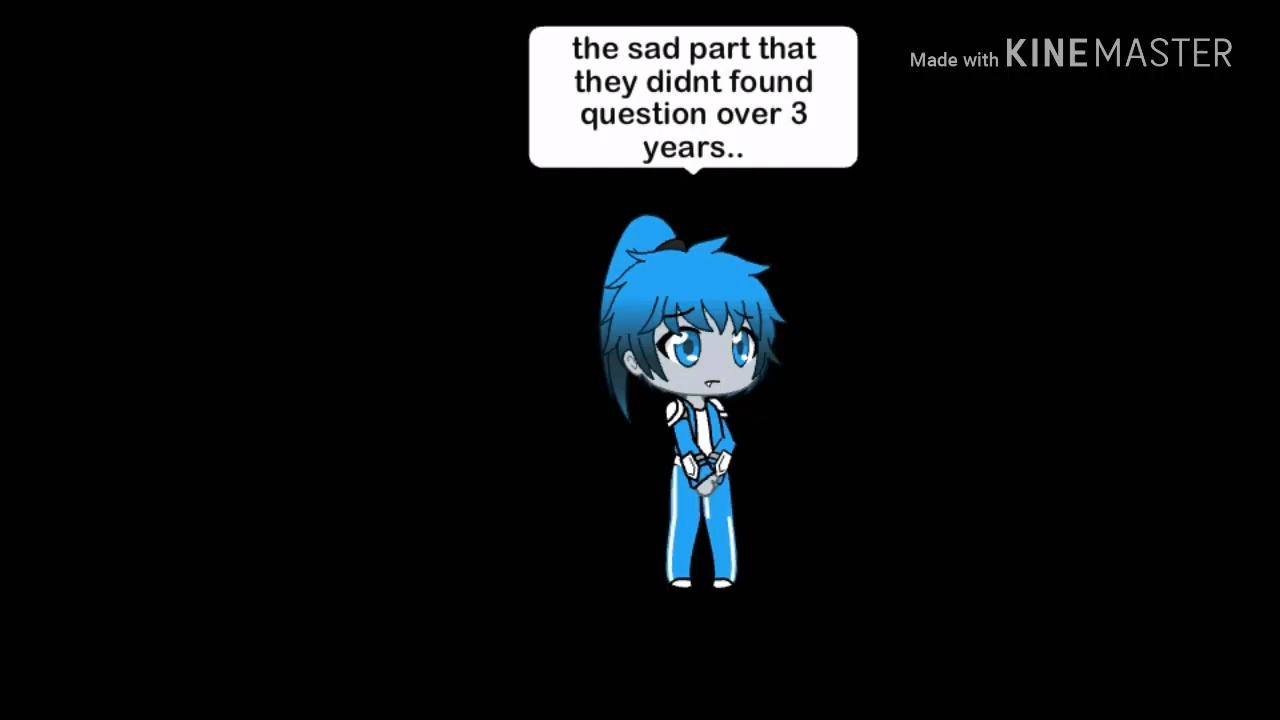 the sad part that
they didnt found
question over 3
years..
Made with KINEMASTER